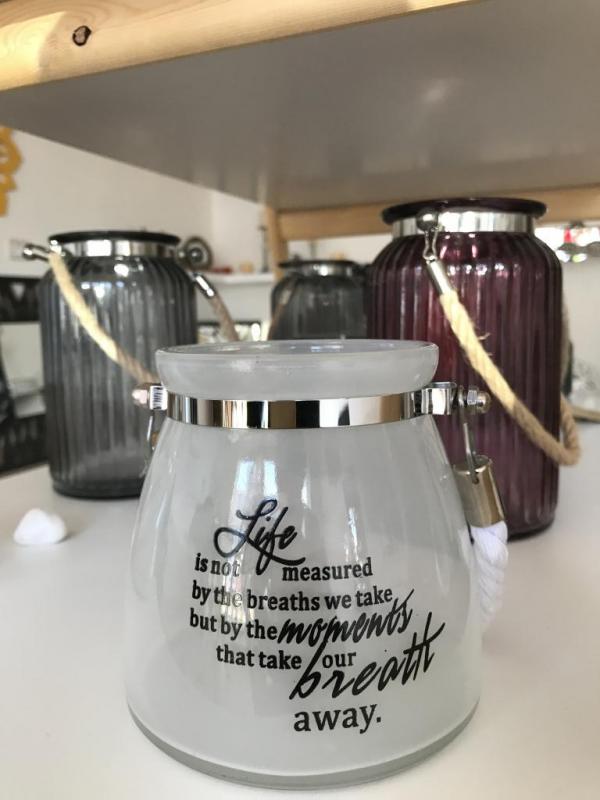 Life
is not measured
by the breaths we take
but by the moments
that take our
breath
away.